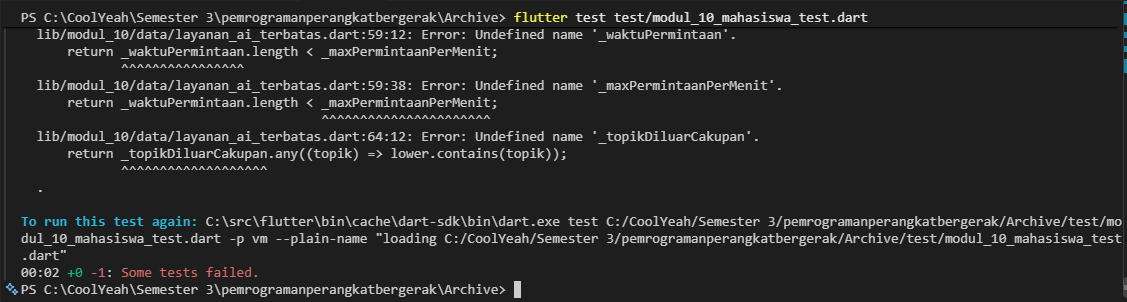 PS C:\CoolYeah\Semester 3\pemrogramanperangkatbergerak\Archive> flutter test test/modul_10_mahasiswa_test.dart
lib/modul_10/data/layanan_ai_terbatas.dart:59:12: Error: Undefined name '_waktuPermintaan'.
    return _waktuPermintaan.length < _maxPermintaanPerMenit;
           ^^^^^^^^^^^^^^^^
lib/modul_10/data/layanan_ai_terbatas.dart:59:38: Error: Undefined name '_maxPermintaanPerMenit'.
    return _waktuPermintaan.length < _maxPermintaanPerMenit;
                                     ^^^^^^^^^^^^^^^^^^^^^^
lib/modul_10/data/layanan_ai_terbatas.dart:64:12: Error: Undefined name '_topikDiluarCakupan'.
    return _topikDiluarCakupan.any((topik) => lower.contains(topik));
           ^^^^^^^^^^^^^^^^^^^
.
To run this test again: C:\src\flutter\bin\cache\dart-sdk\bin\dart.exe test C:/CoolYeah/Semester 3/pemrogramanperangkatbergerak/Archive/test/mo
dul_10_mahasiswa_test.dart -p vm --plain-name "loading C:/CoolYeah/Semester 3/pemrogramanperangkatbergerak/Archive/test/modul_10_mahasiswa_test
.dart"
00:02 +0 -1: Some tests failed.
PS C:\CoolYeah\Semester 3\pemrogramanperangkatbergerak\Archive>